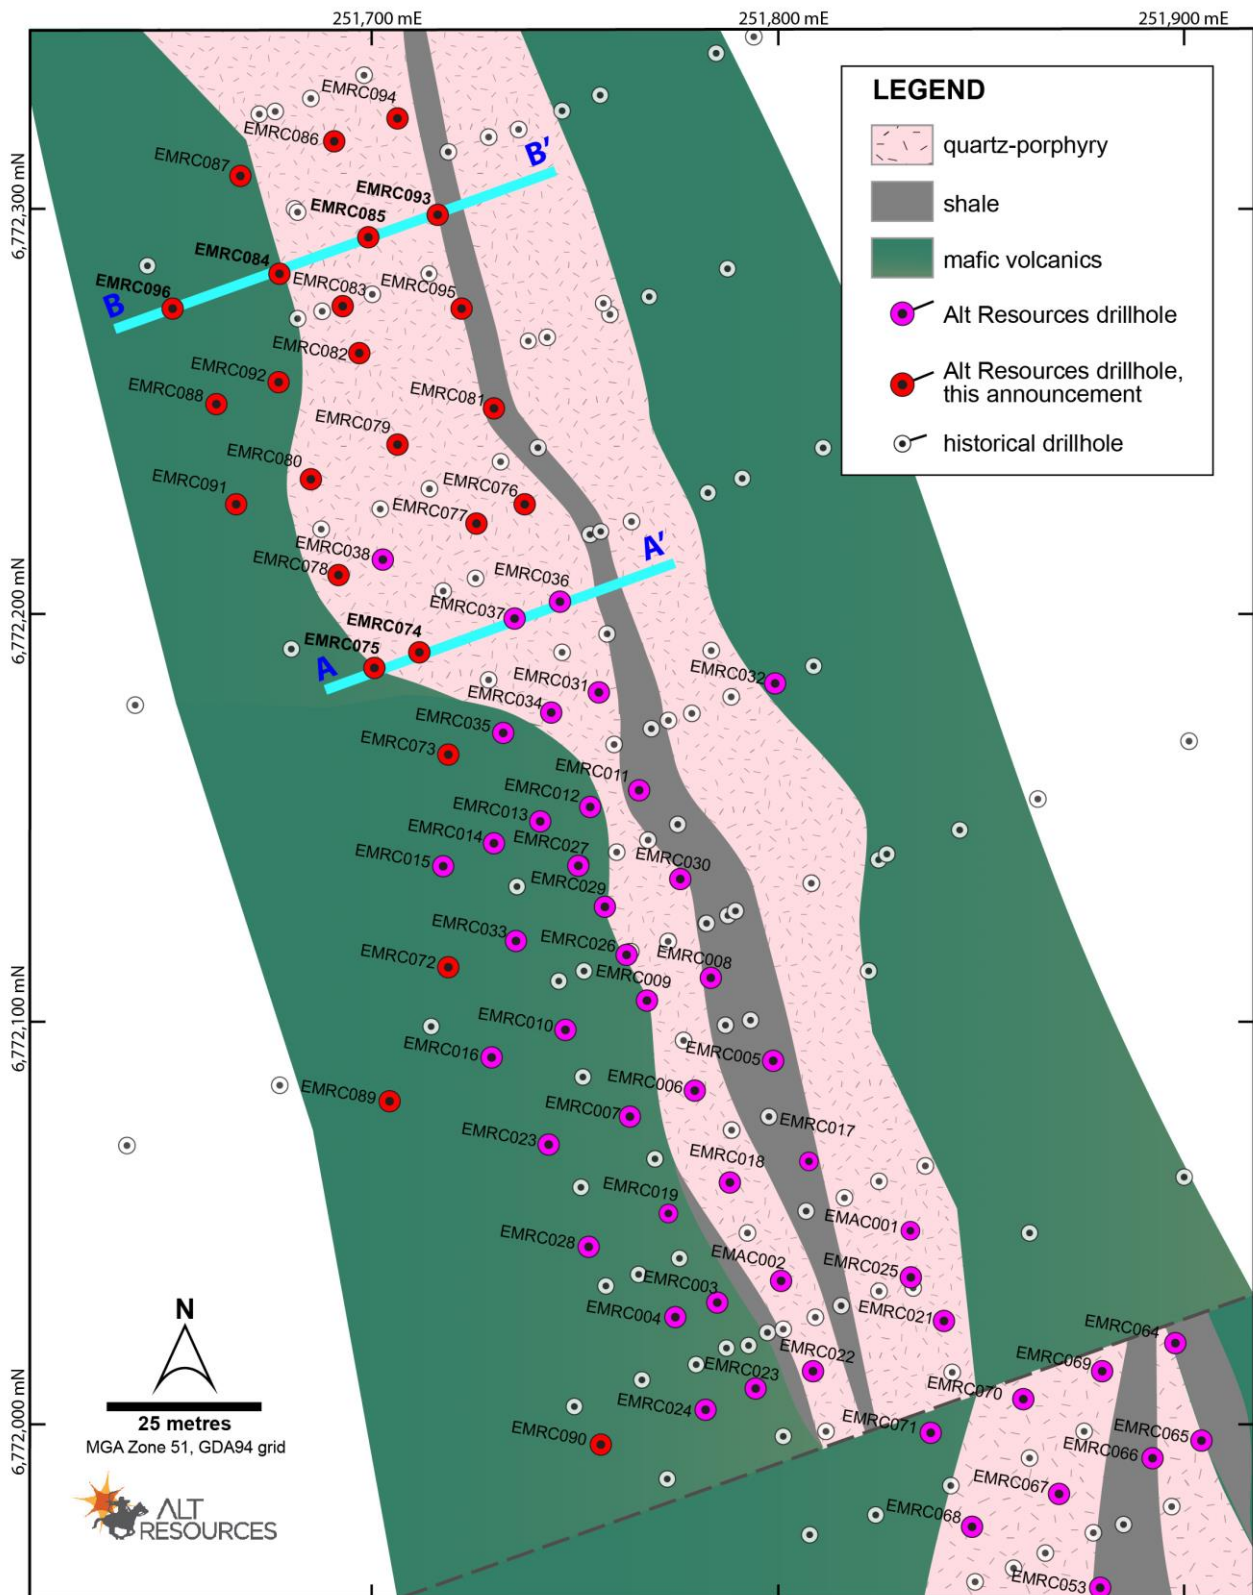 251,700 mE
251,800 mE
251,900 mE
LEGEND
quartz-porphyry
shale
mafic volcanics
Alt Resources drillhole
Alt Resources drillhole,
this announcement
historical drillhole
6,772,300 mN
6,772,200 mN
6,772,100 mN
6,772,000 mN
EMRC094
EMRC086
EMRC087
B'
EMRC093
EMRC085
EMRC084
EMRC083
EMRC095
EMRC096
B
EMRC082
EMRC092
EMRC088
EMRC081
EMRC079
EMRC080
EMRC091
EMRC076
EMRC077
EMRC038
EMRC078
A'
EMRC036
EMRC037
EMRC074
EMRC075
A
EMRC032
EMRC031
EMRC034
EMRC035
EMRC073
EMRC011
EMRC012
EMRC013
EMRC014
EMRC027
EMRC015
EMRC030
EMRC029
EMRC033
EMRC026
EMRC008
EMRC072
EMRC009
EMRC010
EMRC016
EMRC005
EMRC006
EMRC089
EMRC007
EMRC017
EMRC023
EMRC018
EMRC019
EMAC001
EMRC028
EMAC002
EMRC025
EMRC003
EMRC004
EMRC021
EMRC064
EMRC022
EMRC069
EMRC023
EMRC070
EMRC024
EMRC071
EMRC065
EMRC090
EMRC066
EMRC067
EMRC068
EMRC053
N
25 metres
MGA Zone 51, GDA94 grid
ALT
RESOURCES